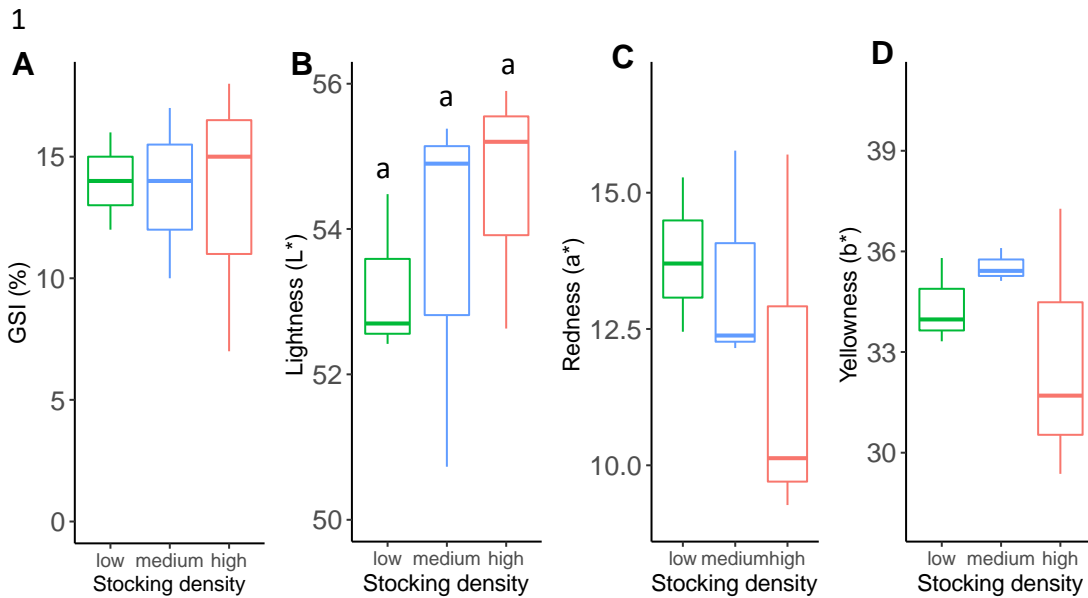 1
A
GSI (%)
15
10
5
0
low medium high
Stocking density
B
a
a
a
Lightness (L*)
56
54
52
50
low medium high
Stocking density
C
Redness (a*)
15.0
12.5
10.0
low mediumhigh
Stocking density
D
Yellowness (b*)
39
36
33
30
low medium high
Stocking density